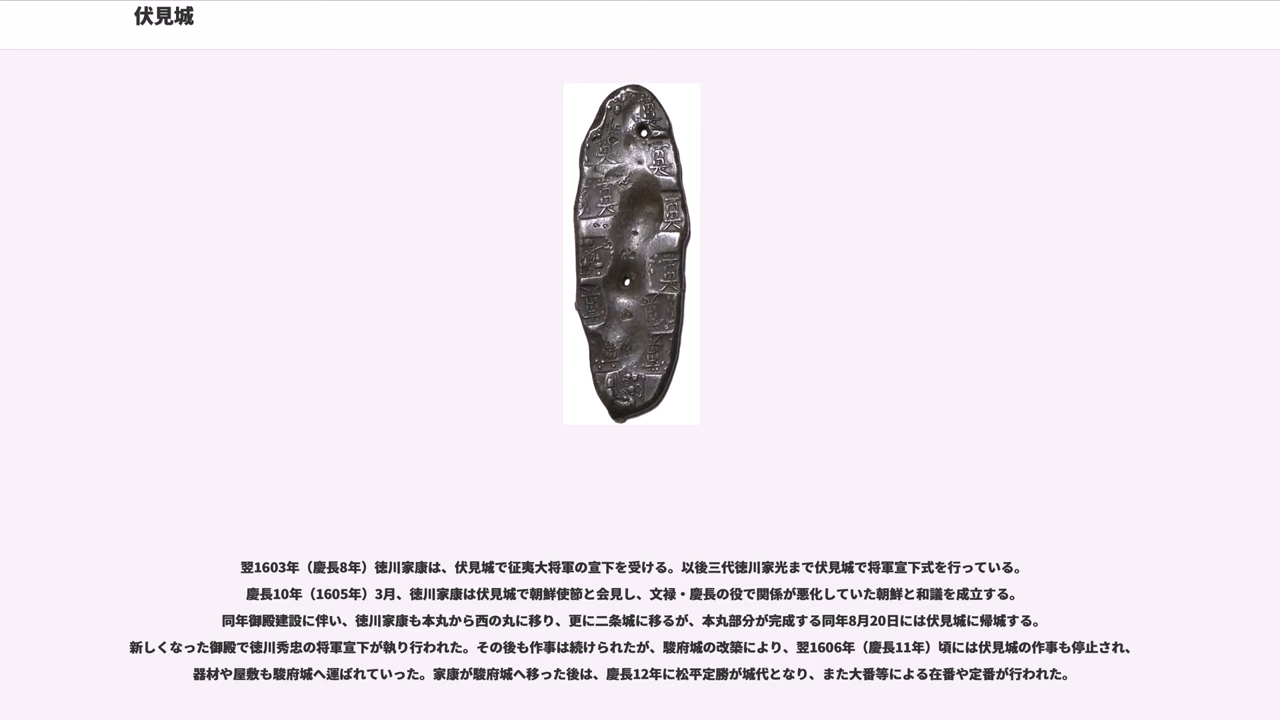 伏見城
翌1603年（慶長8年）徳川家康は、伏見城で征夷大将軍の宣下を受ける。以後三代徳川家光まで伏見城で将軍宣下式を行っている。
慶長10年（1605年）3月、徳川家康は伏見城で朝鮮使節と会見し、文禄・慶長の役で関係が悪化していた朝鮮と和議を成立する。
同年御殿建設に伴い、徳川家康も本丸から西の丸に移り、更に二条城に移るが、本丸部分が完成する同年8月20日には伏見城に帰城する。
新しくなった御殿で徳川秀忠の将軍宣下が執り行われた。その後も作事は続けられたが、駿府城の改築により、翌1606年（慶長11年）頃には伏見城の作事も停止され、
器材や屋敷も駿府城へ運ばれていった。家康が駿府城へ移った後は、慶長12年に松平定勝が城代となり、また大番等による在番や定番が行われた。